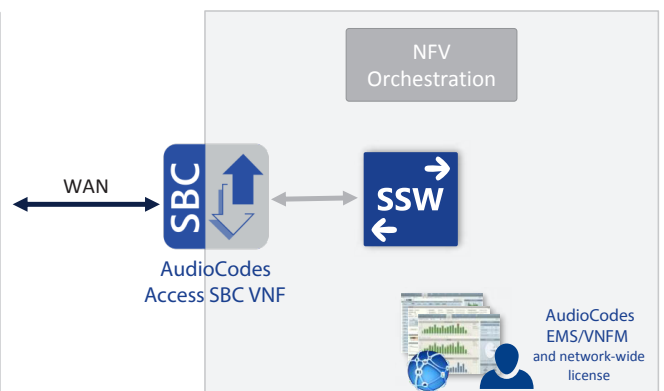 NFV
Orchestration
WAN
SBC
SSW
AudioCodes
Access SBC VNF
AudioCodes
EMS/VNFM
and network-wide
license